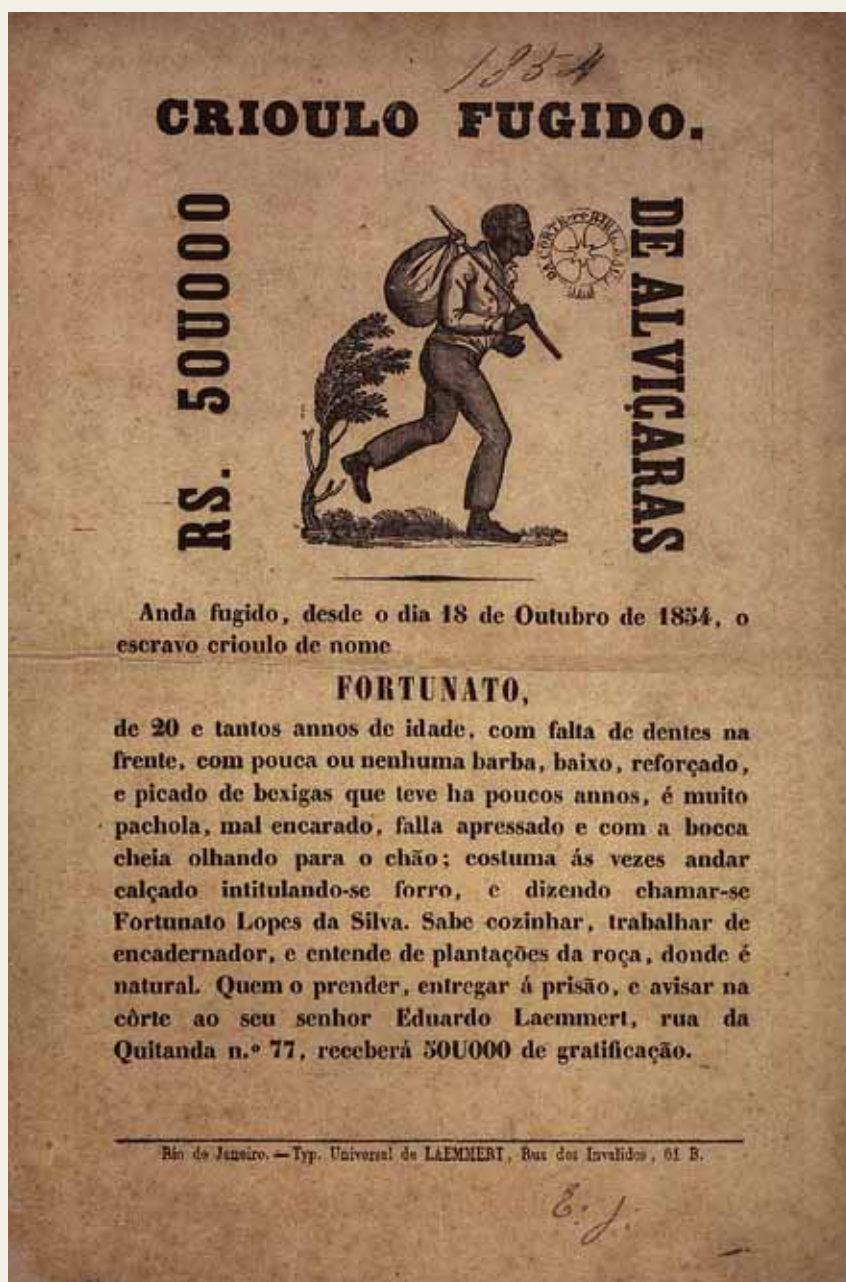 1854
CRIOULO FUGIDO.
RS. 50U000
DE ALVIÇARAS
Anda fugido, desde o dia 18 de Outubro de 1854, o
escravo crioulo de nome
FORTUNATO,
de 20 e tantos annos de idade, com falta de dentes na
frente, com pouca ou nenhuma barba, baixo, reforçado,
e picado de bexigas que teve ha poucos annos, é muito
pachola, mal encarado, falla apressado e com a bocca
cheia olhando para o chão; costuma ás vezes andar
calçado intitulando-se forro, e dizendo chamar-se
Fortunato Lopes da Silva. Sabe cozinhar, trabalhar de
encadernador, e entende de plantações da roça, donde é
natural. Quem o prender, entregar á prisão, e avisar na
côrte ao seu senhor Eduardo Laemmert, rua da
Quitanda n.º 77, receberá 50U000 de gratificação.
Rio de Janeiro. — Typ. Universal de LAEMMERT, Rua dos Invalidos, 61 B.